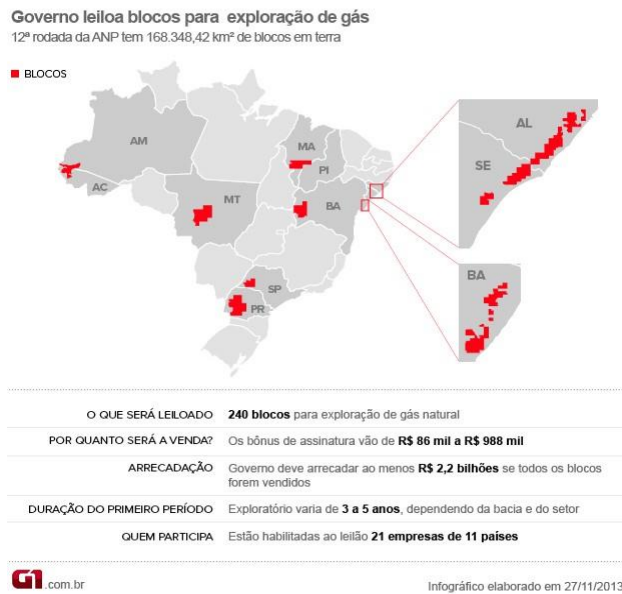 Governo leiloa blocos para exploração de gás
12ª rodada da ANP tem 168.348,42 km² de blocos em terra
BLOCOS
AM
AC
MT
MA
PI
BA
SP
PR
AL
SE
BA
O QUE SERÁ LEILOADO 240 blocos para exploração de gás natural
POR QUANTO SERÁ A VENDA? Os bônus de assinatura vão de R$ 86 mil a R$ 988 mil
ARRECADAÇÃO Governo deve arrecadar ao menos R$ 2,2 bilhões se todos os blocos
forem vendidos
DURAÇÃO DO PRIMEIRO PERÍODO Exploratório varia de 3 a 5 anos, dependendo da bacia e do setor
QUEM PARTICIPA Estão habilitadas ao leilão 21 empresas de 11 países
G1.com.br
Infográfico elaborado em 27/11/2013